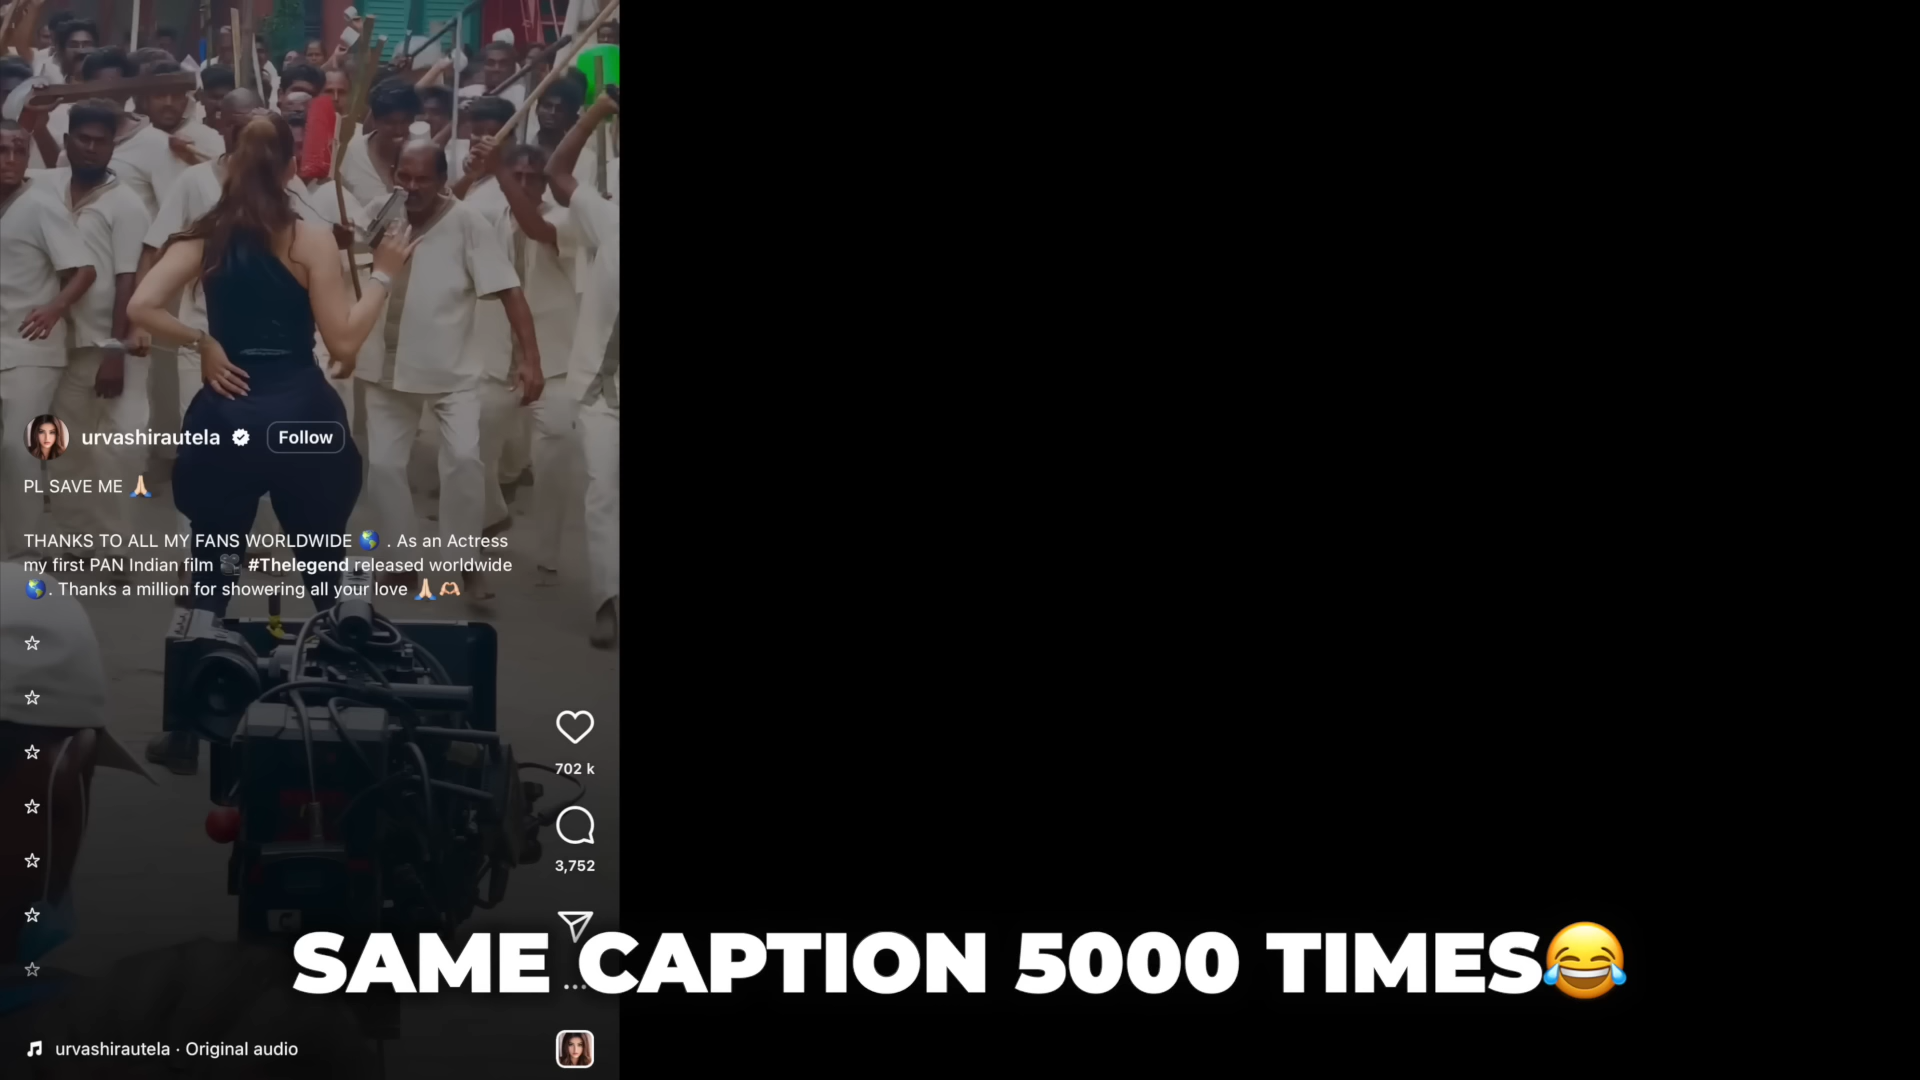 urvashirautela Follow
PL SAVE ME 🙏🏻
THANKS TO ALL MY FANS WORLDWIDE 🌎 . As an Actress
my first PAN Indian film 🎥 #Thelegend released worldwide
🌎. Thanks a million for showering all your love 🙏🏻🫶🏻
☆
☆
☆
☆
☆
☆
☆
702 k
3,752
SAME CAPTION 5000 TIMES😂
...
urvashirautela · Original audio